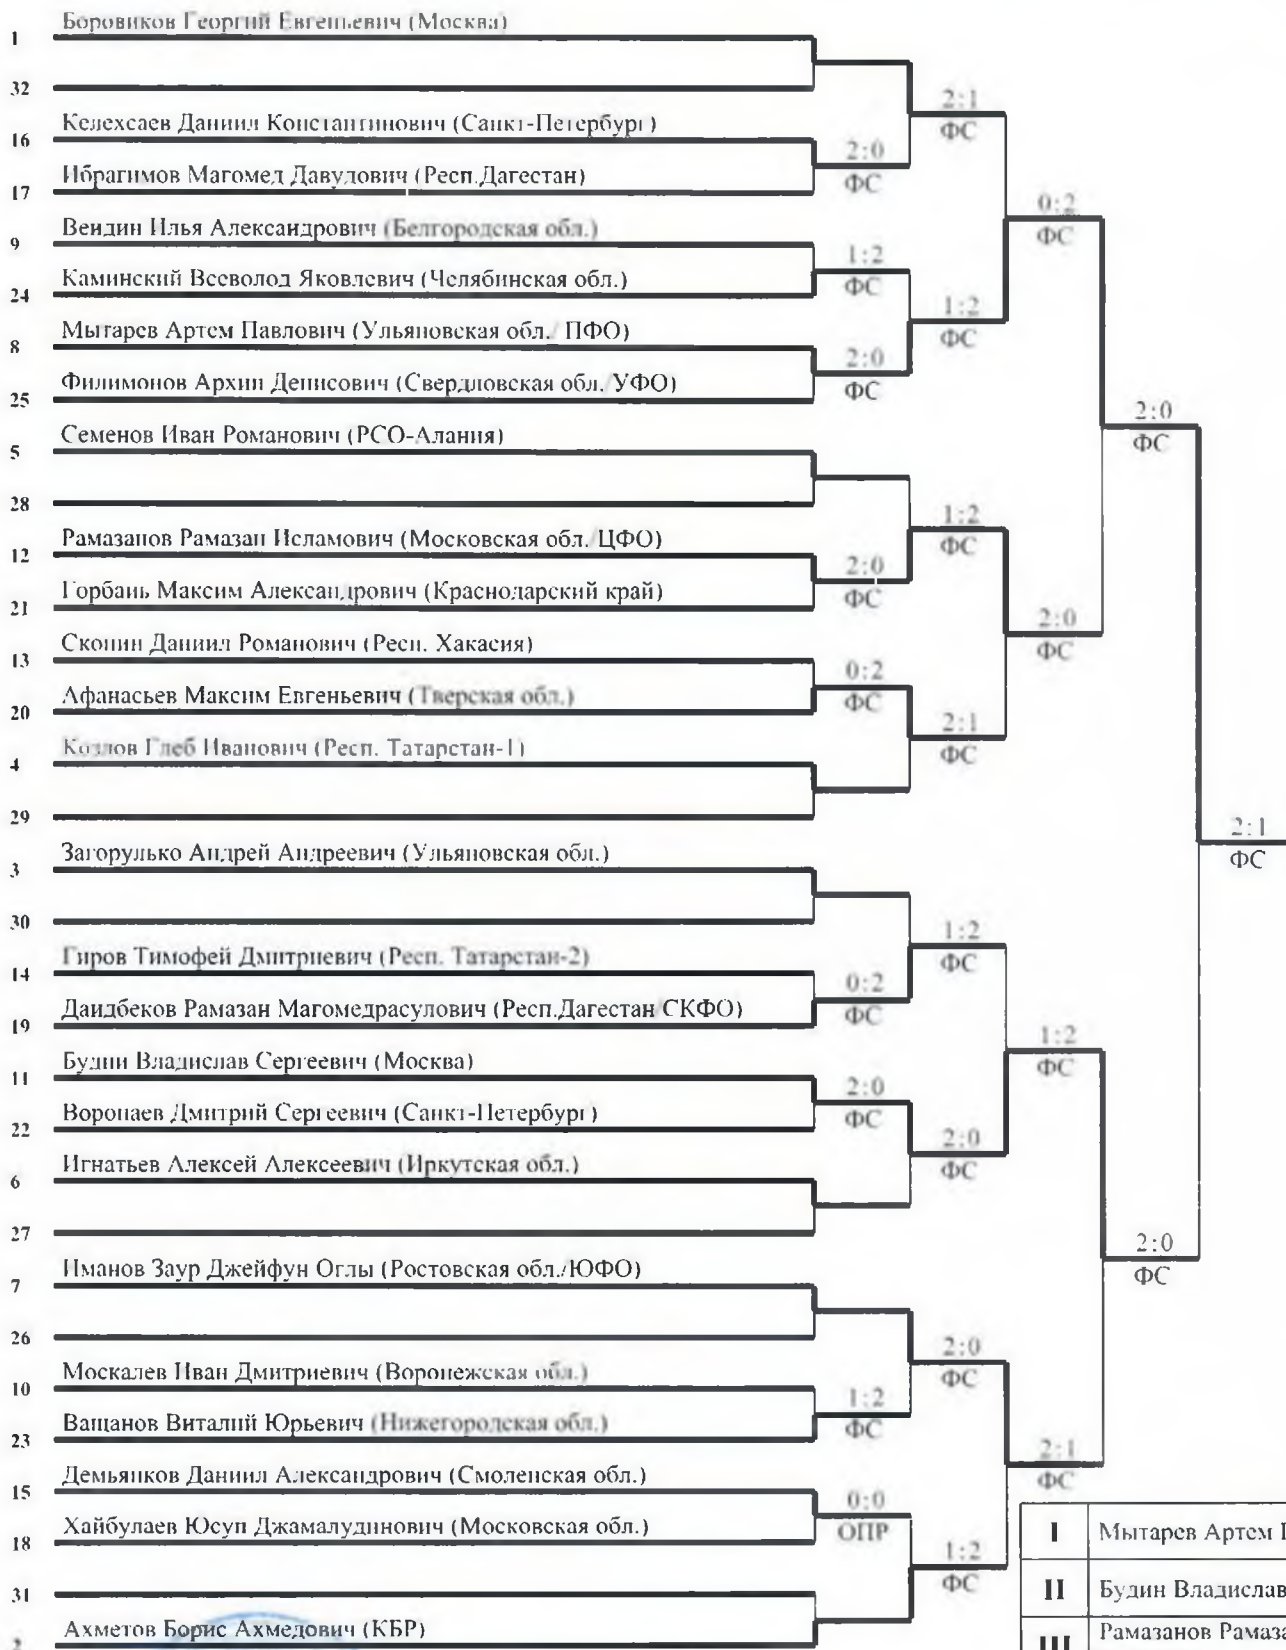 Боровиков Георгий Евгеньевич (Москва)
1
32
2:1
ФС
Келехсаев Даниил Константинович (Санкт-Петербург)
16
2:0
ФС
Ибрагимов Магомед Давудович (Респ.Дагестан)
17
0:2
ФС
Вендин Илья Александрович (Белгородская обл.)
9
1:2
ФС
Каминский Всеволод Яковлевич (Челябинская обл.)
24
1:2
ФС
Мытарев Артем Павлович (Ульяновская обл./ПФО)
8
2:0
ФС
Филимонов Архип Денисович (Свердловская обл./УФО)
25
2:0
ФС
Семенов Иван Романович (РСО-Алания)
5
28
1:2
ФС
Рамазанов Рамазан Исламович (Московская обл./ЦФО)
12
2:0
ФС
Горбань Максим Александрович (Краснодарский край)
21
2:0
ФС
Скопин Даниил Романович (Респ. Хакасия)
13
0:2
ФС
Афанасьев Максим Евгеньевич (Тверская обл.)
20
2:1
ФС
Козлов Глеб Иванович (Респ. Татарстан-1)
4
29
2:1
ФС
Загорулько Андрей Андреевич (Ульяновская обл.)
3
30
1:2
ФС
Гиров Тимофей Дмитриевич (Респ. Татарстан-2)
14
0:2
ФС
Даидбеков Рамазан Магомедрасулович (Респ.Дагестан/СКФО)
19
1:2
ФС
Будин Владислав Сергеевич (Москва)
11
2:0
ФС
Воропаев Дмитрий Сергеевич (Санкт-Петербург)
22
2:0
ФС
Игнатьев Алексей Алексеевич (Иркутская обл.)
6
27
2:0
ФС
Иманов Заур Джейфун Оглы (Ростовская обл./ЮФО)
7
26
2:0
ФС
Москалев Иван Дмитриевич (Воронежская обл.)
10
1:2
ФС
Ващанов Виталий Юрьевич (Нижегородская обл.)
23
2:1
ФС
Демьянков Даниил Александрович (Смоленская обл.)
15
0:0
ОПР
Хайбулаев Юсуп Джамалудинович (Московская обл.)
18
1:2
ФС
31
Ахметов Борис Ахмедович (КБР)
2
I Мытарев Артем
II Будин Владислав
III Рамазанов